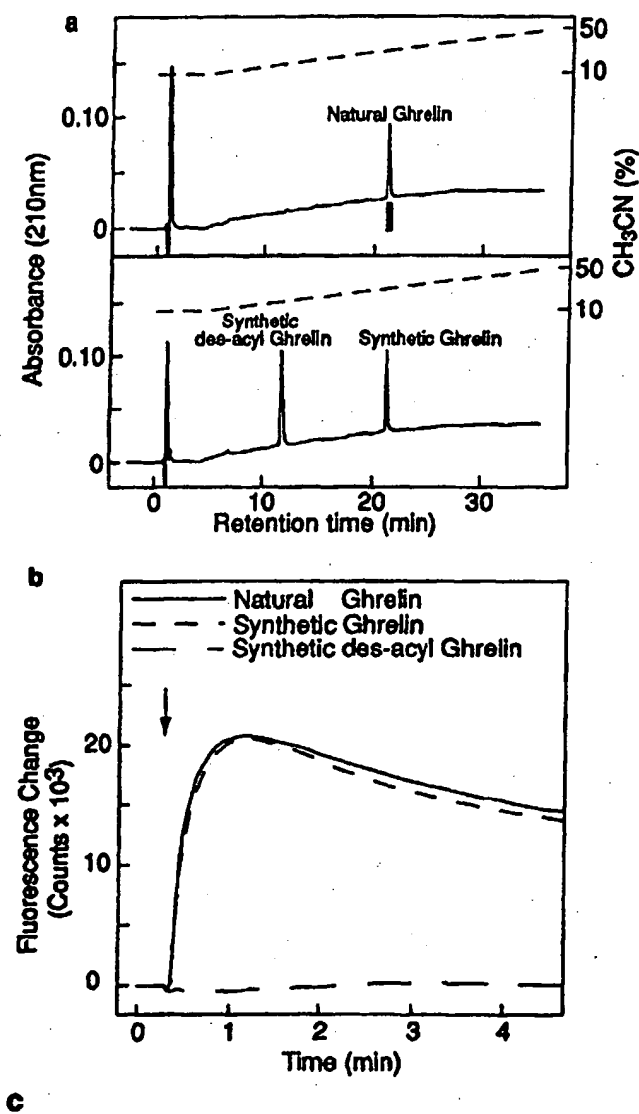 a
50
10
0.10
0
Natural Ghrelin
Absorbance (210nm)
CH₃CN (%)
50
10
0.10
0
Synthetic
des-acyl Ghrelin
Synthetic Ghrelin
0 10 20 30
Retention time (min)
b
Natural Ghrelin
Synthetic Ghrelin
Synthetic des-acyl Ghrelin
Fluorescence Change
(Counts x 10³)
20
10
0
0 1 2 3 4
Time (min)
c